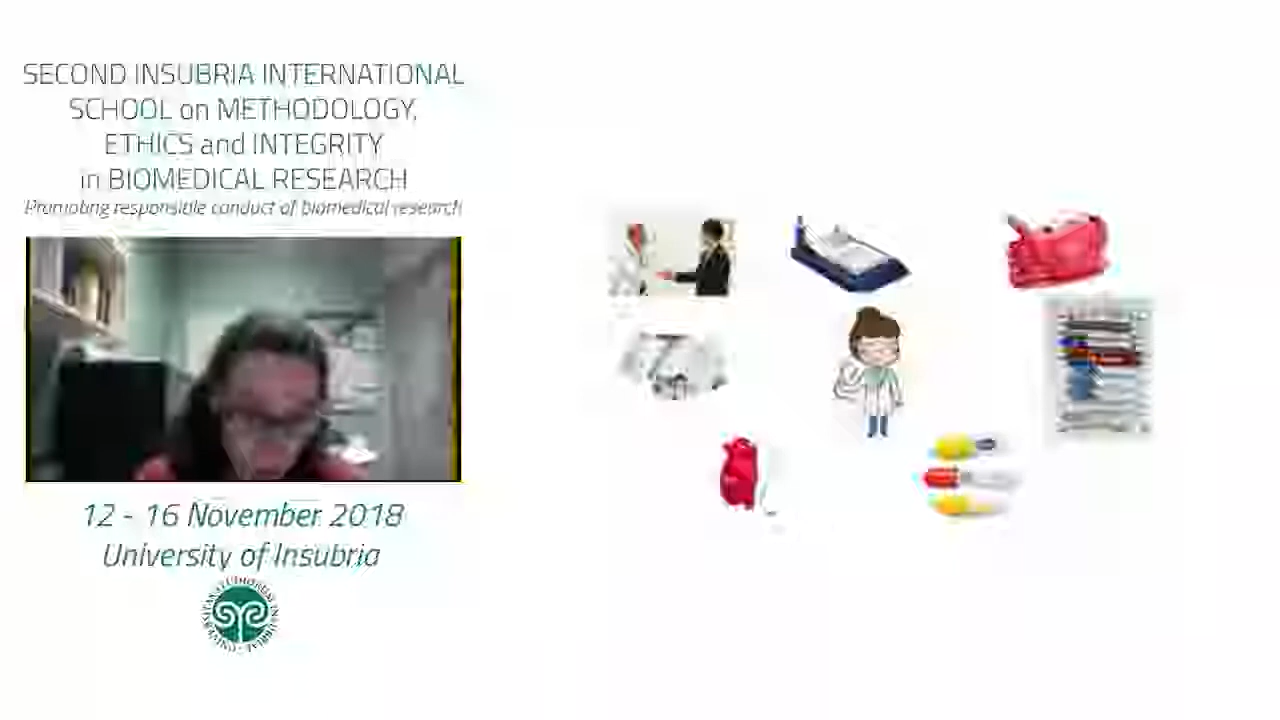 SECOND INSUBRIA INTERNATIONAL
SCHOOL on METHODOLOGY,
ETHICS and INTEGRITY
in BIOMEDICAL RESEARCH
Promoting responsible conduct of biomedical research
12 - 16 November 2018
University of Insubria